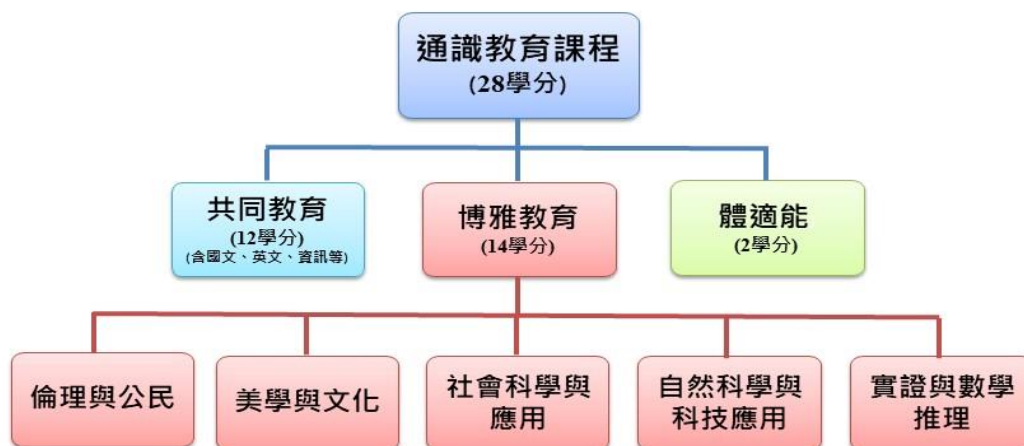 通識教育課程
(28學分)
共同教育
(12學分)
(含國文、英文、資訊等)
博雅教育
(14學分)
體適能
(2學分)
倫理與公民
美學與文化
社會科學與
應用
自然科學與
科技應用
實證與數學
推理